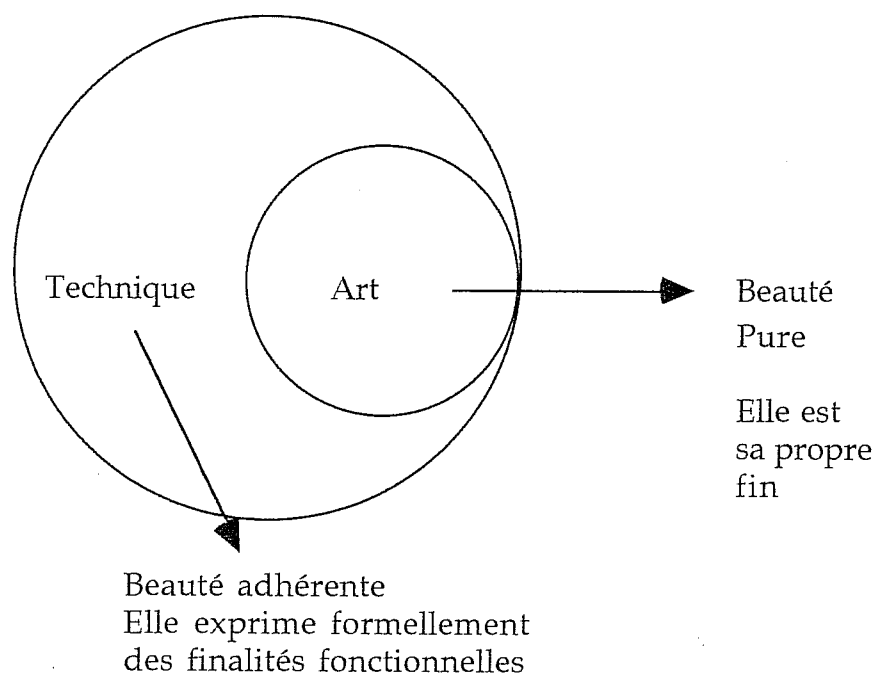 Technique
Art
Beauté
Pure
Elle est
sa propre
fin
Beauté adhérente
Elle exprime formellement
des finalités fonctionnelles